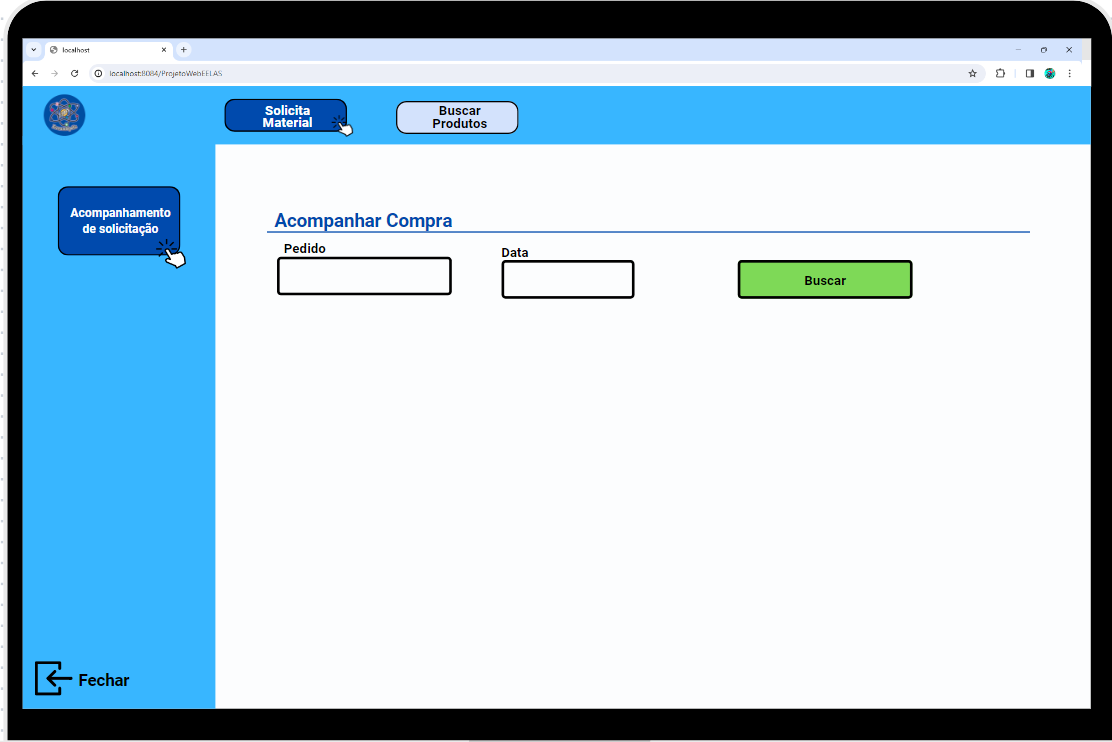 localhost
localhost:8084/ProjetoWebEELAS
Solicita
Material
Buscar
Produtos
Acompanhamento
de solicitação
Acompanhar Compra
Pedido
Data
Buscar
Fechar